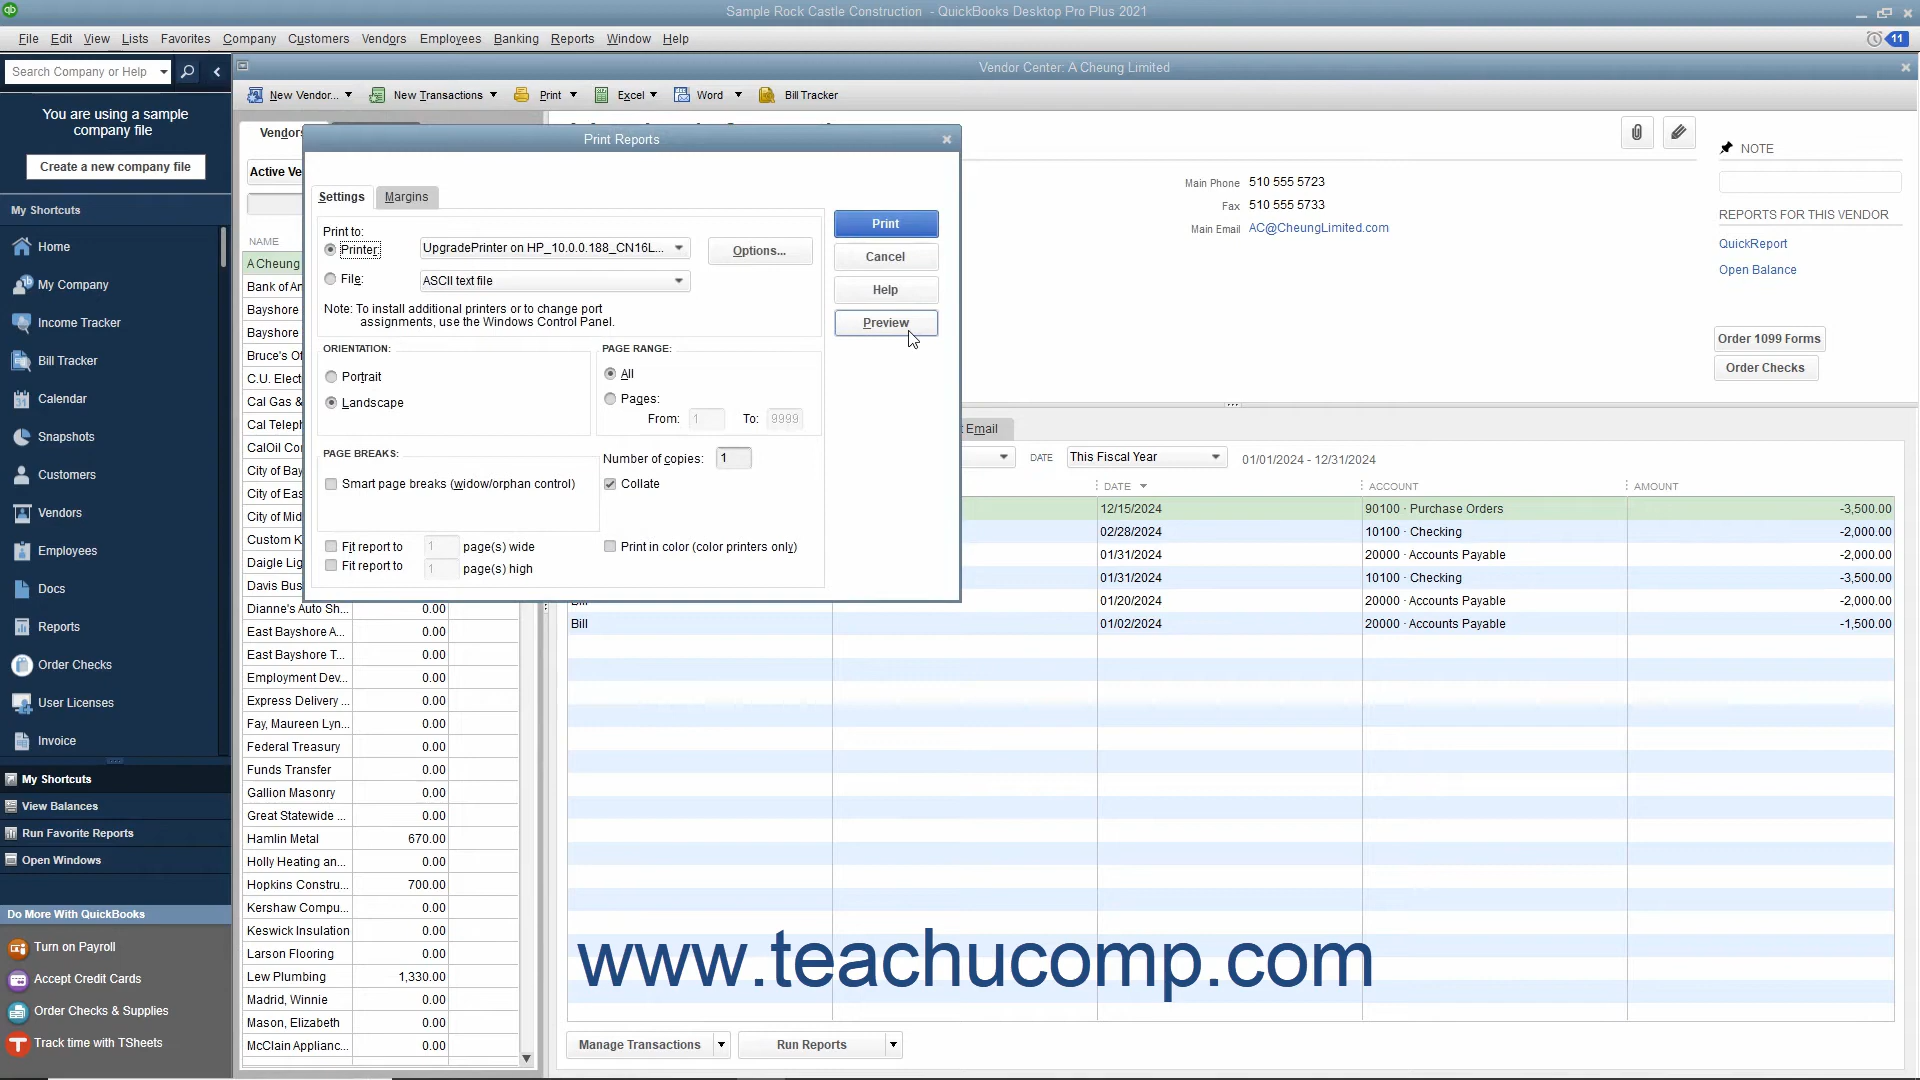 Sample Rock Castle Construction - QuickBooks Desktop Pro Plus 2021
File Edit View Lists Favorites Company Customers Vendors Employees Banking Reports Window Help
11
Search Company or Help
Vendor Center: A Cheung Limited
New Vendor... New Transactions Print Excel Word Bill Tracker
You are using a sample
company file
Create a new company file
My Shortcuts
Home
My Company
Income Tracker
Bill Tracker
Calendar
Snapshots
Customers
Vendors
Employees
Docs
Reports
Order Checks
User Licenses
Invoice
My Shortcuts
View Balances
Run Favorite Reports
Open Windows
Do More With QuickBooks
Turn on Payroll
Accept Credit Cards
Order Checks & Supplies
Track time with TSheets
Vendors
Active Ve
NAME
A Cheung
Bank of An
Bayshore
Bayshore
Bruce's Of
C.U. Elect
Cal Gas &
Cal Teleph
CalOil Co
City of Bay
City of Eas
City of Mid
Custom K
Daigle Lig
Davis Bus
Dianne's Auto Sh... 0.00
East Bayshore A... 0.00
East Bayshore T... 0.00
Employment Dev... 0.00
Express Delivery ... 0.00
Fay, Maureen Lyn... 0.00
Federal Treasury 0.00
Funds Transfer 0.00
Gallion Masonry 0.00
Great Statewide ... 0.00
Hamlin Metal 670.00
Holly Heating an... 0.00
Hopkins Constru... 700.00
Kershaw Compu... 0.00
Keswick Insulation 0.00
Larson Flooring 0.00
Lew Plumbing 1,330.00
Madrid, Winnie 0.00
Mason, Elizabeth 0.00
McClain Applianc... 0.00
Print Reports
Settings Margins
Print to:
Printer: UpgradePrinter on HP_10.0.0.188_CN16L... Options...
File: ASCII text file
Note: To install additional printers or to change port
assignments, use the Windows Control Panel.
ORIENTATION:
Portrait
Landscape
PAGE RANGE:
All
Pages:
From: 1 To: 9999
PAGE BREAKS:
Smart page breaks (widow/orphan control)
Number of copies: 1
Collate
Fit report to 1 page(s) wide
Fit report to 1 page(s) high
Print in color (color printers only)
Print
Cancel
Help
Preview
Main Phone 510 555 5723
Fax 510 555 5733
Main Email AC@CheungLimited.com
NOTE
REPORTS FOR THIS VENDOR
QuickReport
Open Balance
Order 1099 Forms
Order Checks
t Email
DATE This Fiscal Year 01/01/2024 - 12/31/2024
DATE ACCOUNT AMOUNT
12/15/2024 90100 · Purchase Orders -3,500.00
02/28/2024 10100 · Checking -2,000.00
01/31/2024 20000 · Accounts Payable -2,000.00
01/31/2024 10100 · Checking -3,500.00
Bill 01/20/2024 20000 · Accounts Payable -2,000.00
Bill 01/02/2024 20000 · Accounts Payable -1,500.00
www.teachucomp.com
Manage Transactions Run Reports